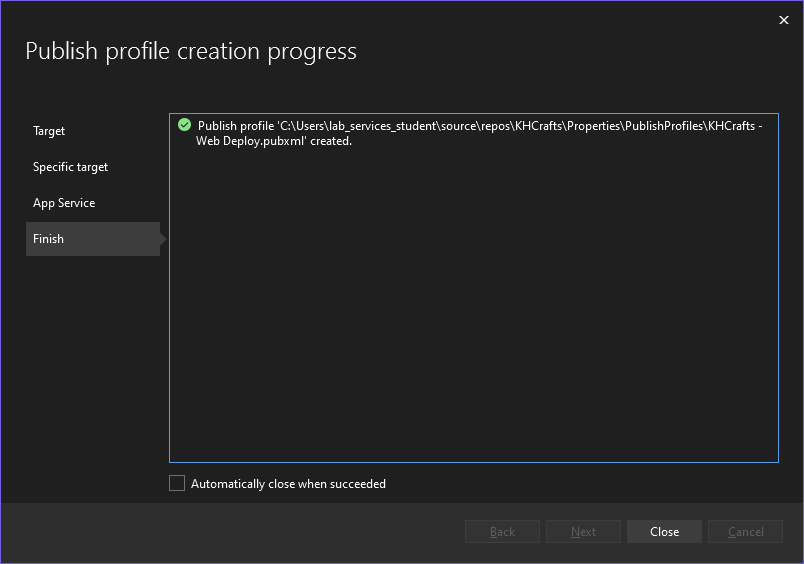 Publish profile creation progress
Target
Specific target
App Service
Finish
Publish profile 'C:\Users\lab_services_student\source\repos\KHCrafts\Properties\PublishProfiles\KHCrafts -
Web Deploy.pubxml' created.
Automatically close when succeeded
Back
Next
Close
Cancel